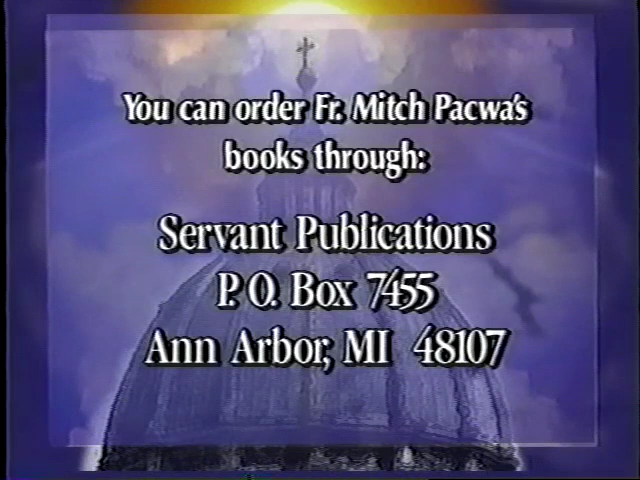 You can order Fr. Mitch Pacwa's
books through:
Servant Publications
P.O. Box 7455
Ann Arbor, MI 48107